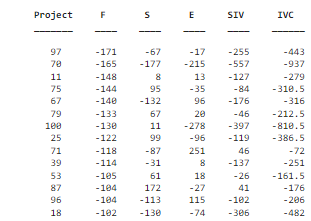 Project F S E SIV IVC
97 -171 -67 -17 -255 -443
70 -165 -177 -215 -557 -937
11 -148 8 13 -127 -279
75 -144 95 -35 -84 -310.5
67 -140 -132 96 -176 -316
79 -133 67 20 -46 -212.5
100 -130 11 -278 -397 -810.5
25 -122 99 -96 -119 -386.5
71 -118 -87 251 46 -72
39 -114 -31 8 -137 -251
53 -105 61 18 -26 -161.5
87 -104 172 -27 41 -176
96 -104 -113 115 -102 -206
18 -102 -130 -74 -306 -482